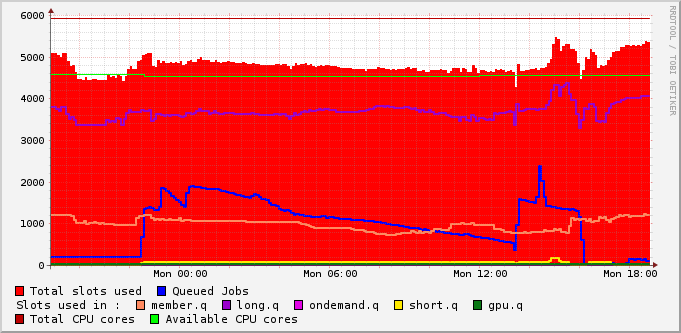 6000
5000
4000
3000
2000
1000
0
Mon 00:00 Mon 06:00 Mon 12:00 Mon 18:00
RRDTOOL / TOBI OETIKER
Total slots used Queued Jobs
Slots used in : member.q long.q ondemand.q short.q gpu.q
Total CPU cores Available CPU cores